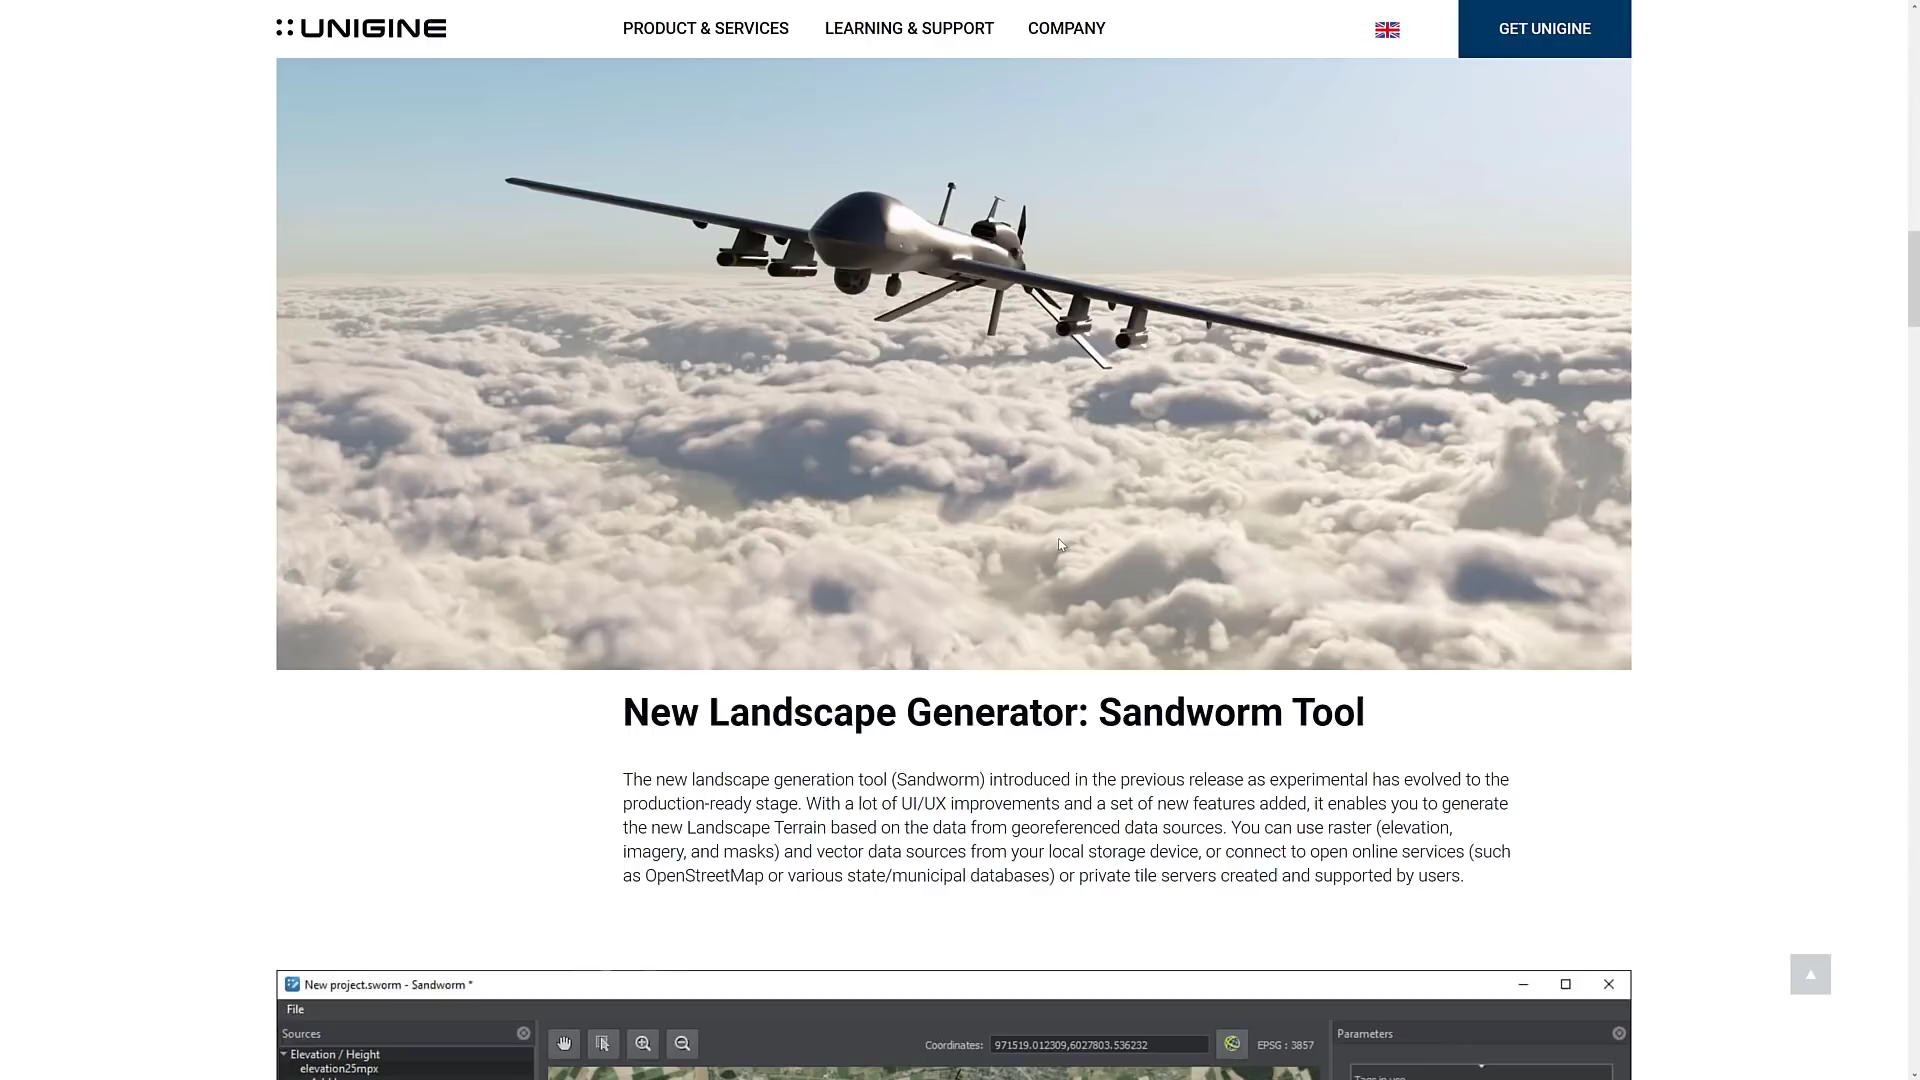 UNIGINE
PRODUCT & SERVICES
LEARNING & SUPPORT
COMPANY
GET UNIGINE
New Landscape Generator: Sandworm Tool
The new landscape generation tool (Sandworm) introduced in the previous release as experimental has evolved to the
production-ready stage. With a lot of UI/UX improvements and a set of new features added, it enables you to generate
the new Landscape Terrain based on the data from georeferenced data sources. You can use raster (elevation,
imagery, and masks) and vector data sources from your local storage device, or connect to open online services (such
as OpenStreetMap or various state/municipal databases) or private tile servers created and supported by users.
New project.sworm - Sandworm *
File
Sources
Coordinates: 971519.012309,6027803.536232
EPSG : 3857
Parameters
Elevation / Height
elevation25mpx